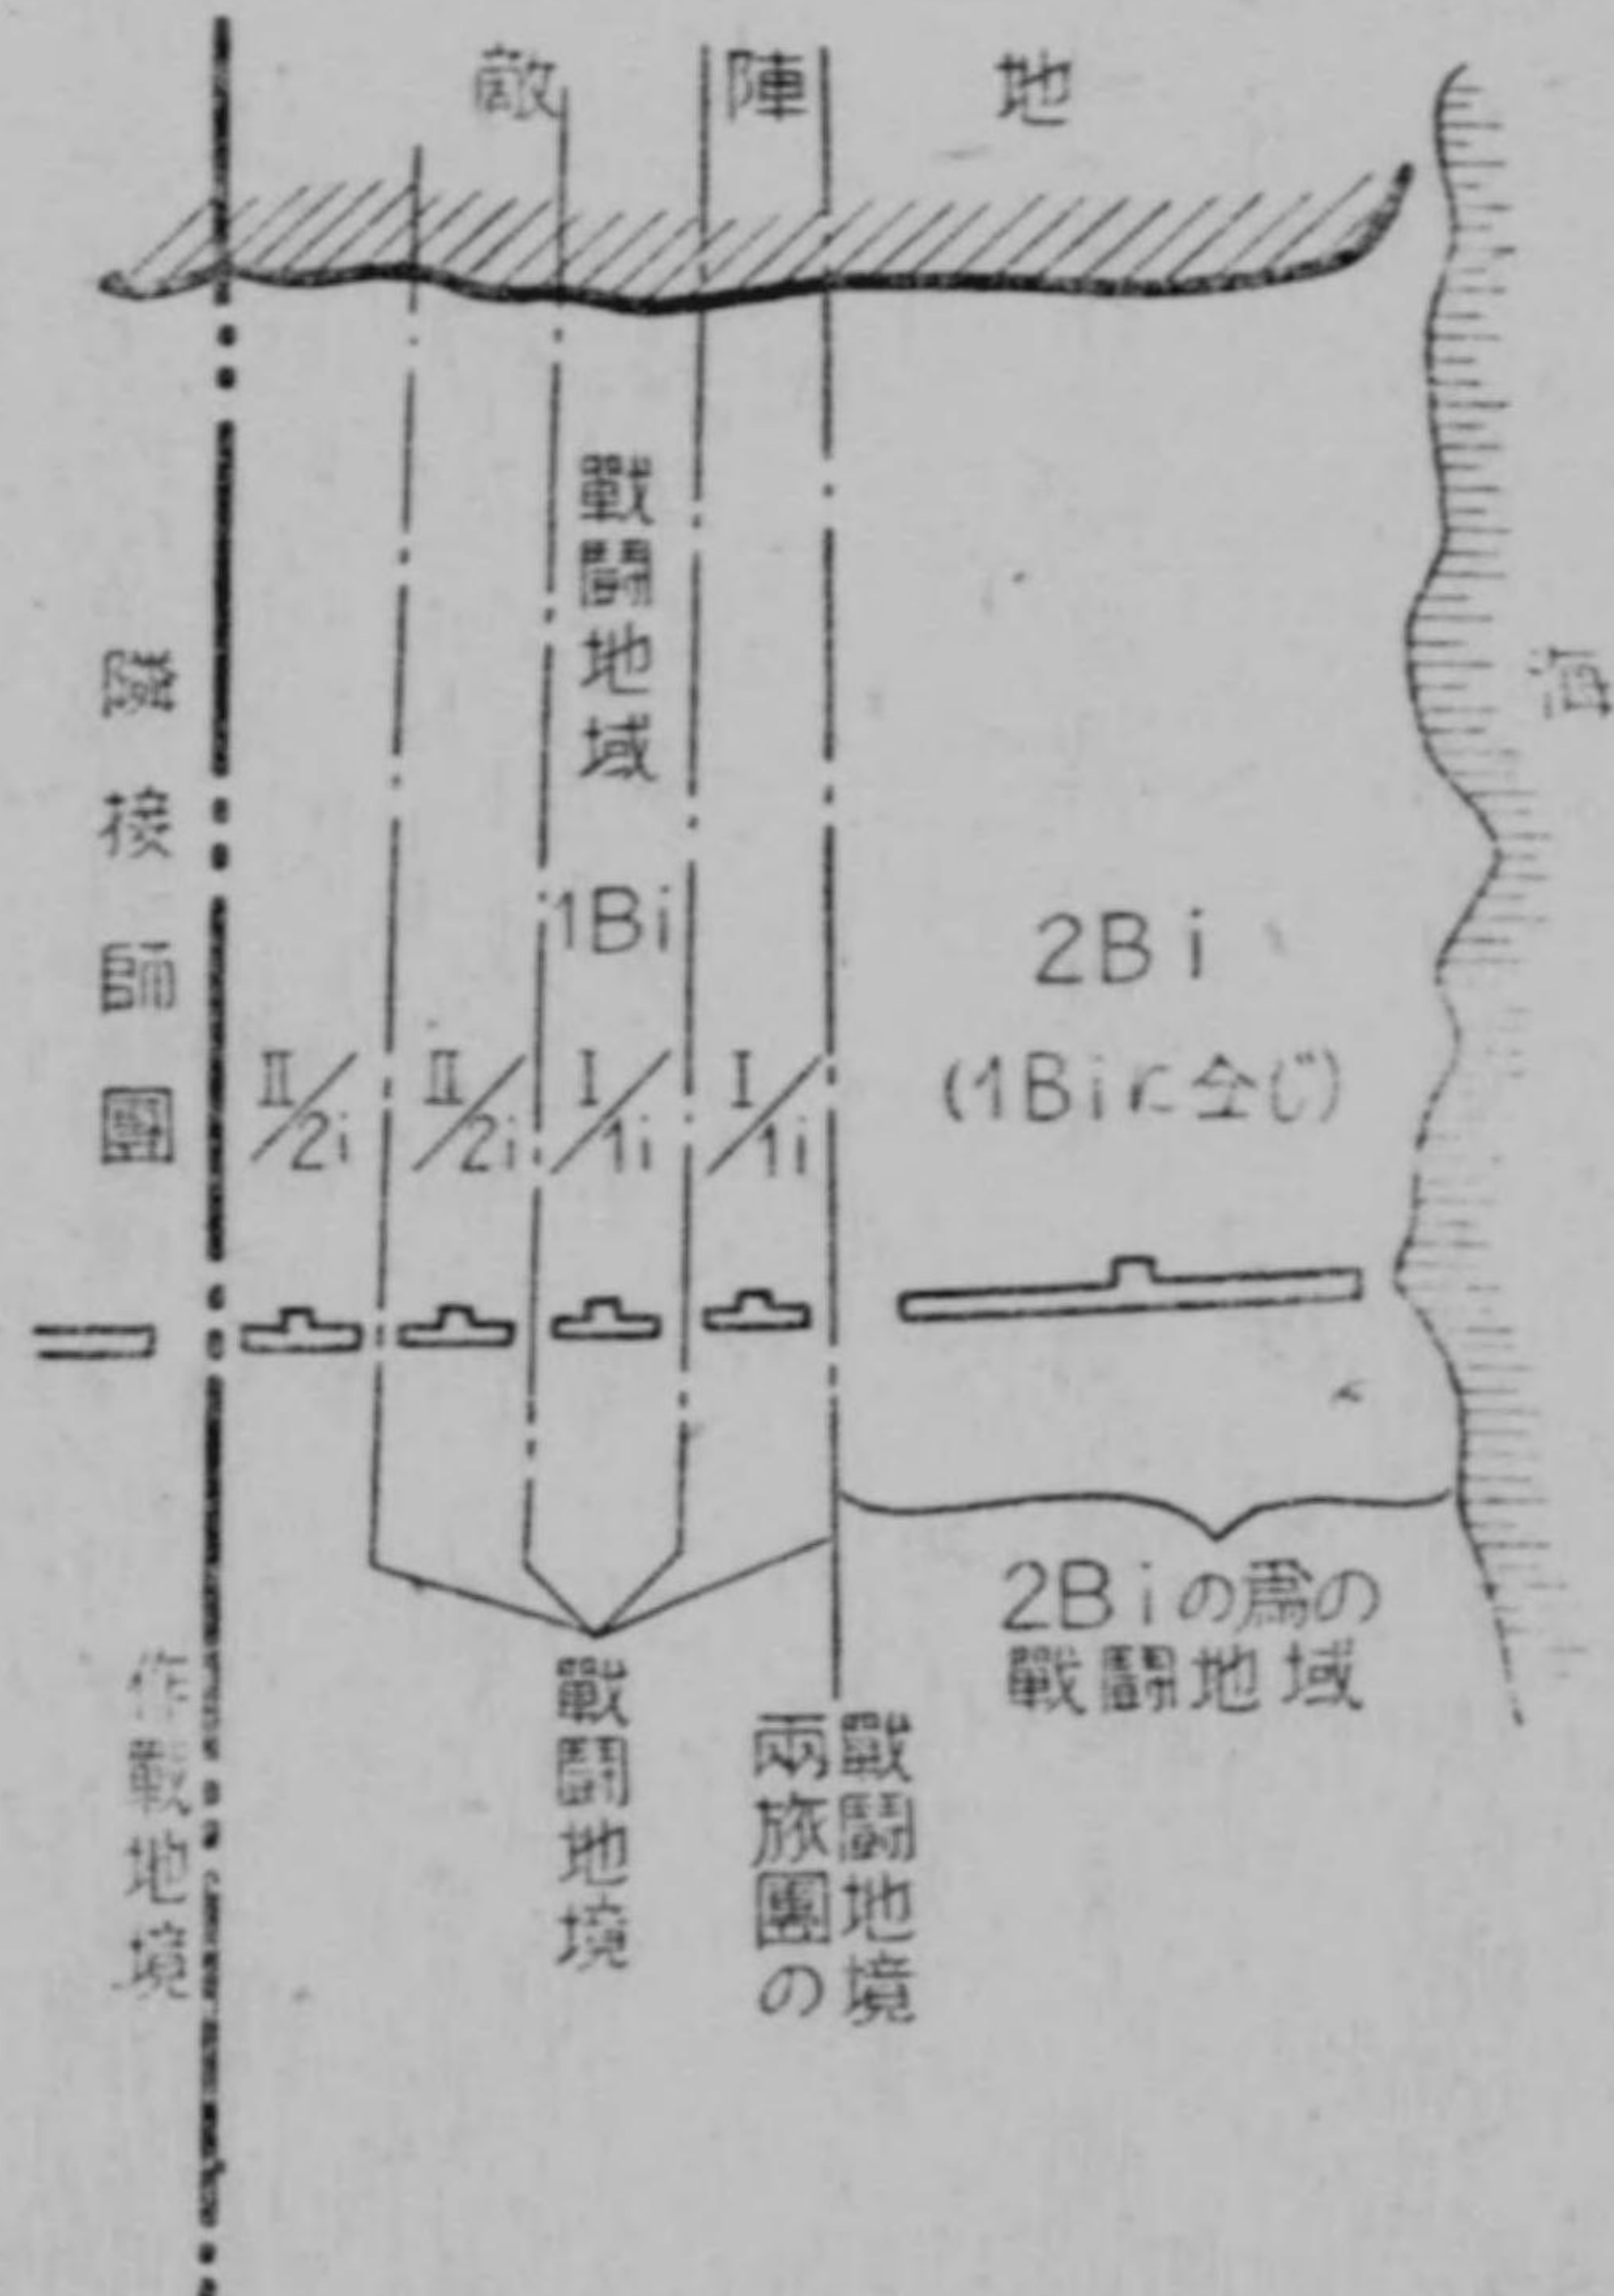 敵陣地
戰鬪地域
1Bi
2Bi
(1Biに仝じ)
II/2i
II/2i
I/1i
I/1i
隣接師團
2Biの爲の
戰鬪地域
戰鬪地境
兩旅團の
戰鬪地境
作戰地境